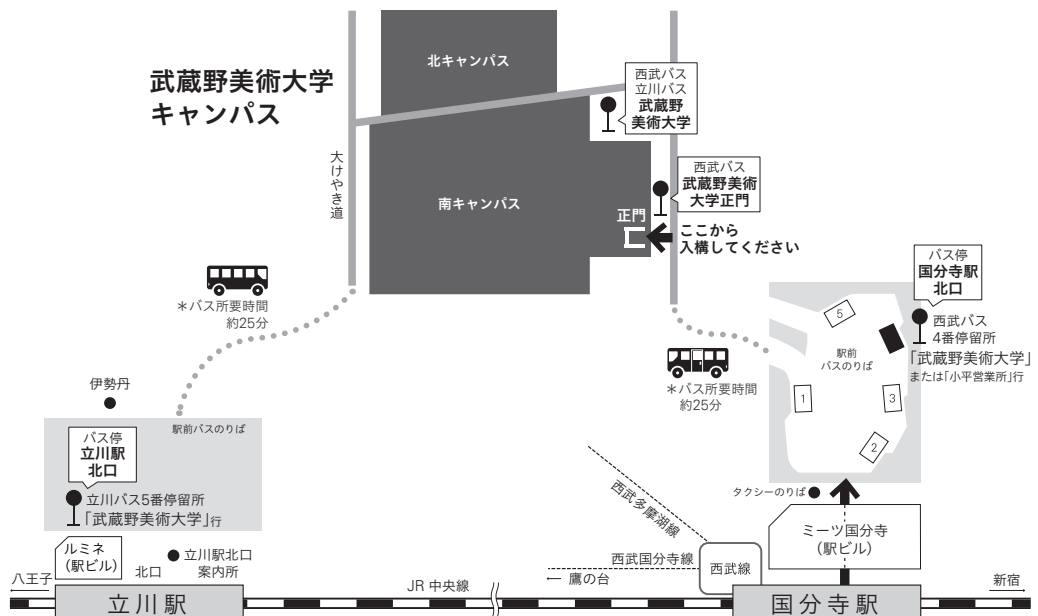 武蔵野美術大学
キャンパス
北キャンパス
西武バス
立川バス
武蔵野
美術大学
大けやき道
南キャンパス
西武バス
武蔵野美術
大学正門
正門
ここから
入構してください
＊バス所要時間
約25分
バス停
国分寺駅
北口
西武バス
4番停留所
「武蔵野美術大学」
または「小平営業所」行
5
駅前
バスのりば
1
3
2
＊バス所要時間
約25分
伊勢丹
駅前バスのりば
バス停
立川駅
北口
立川バス5番停留所
「武蔵野美術大学」行
タクシーのりば
西武多摩湖線
ミーツ国分寺
（駅ビル）
ルミネ
（駅ビル）
北口
立川駅北口
案内所
西武国分寺線
西武線
← 鷹の台
八王子
JR 中央線
新宿
立川駅
国分寺駅